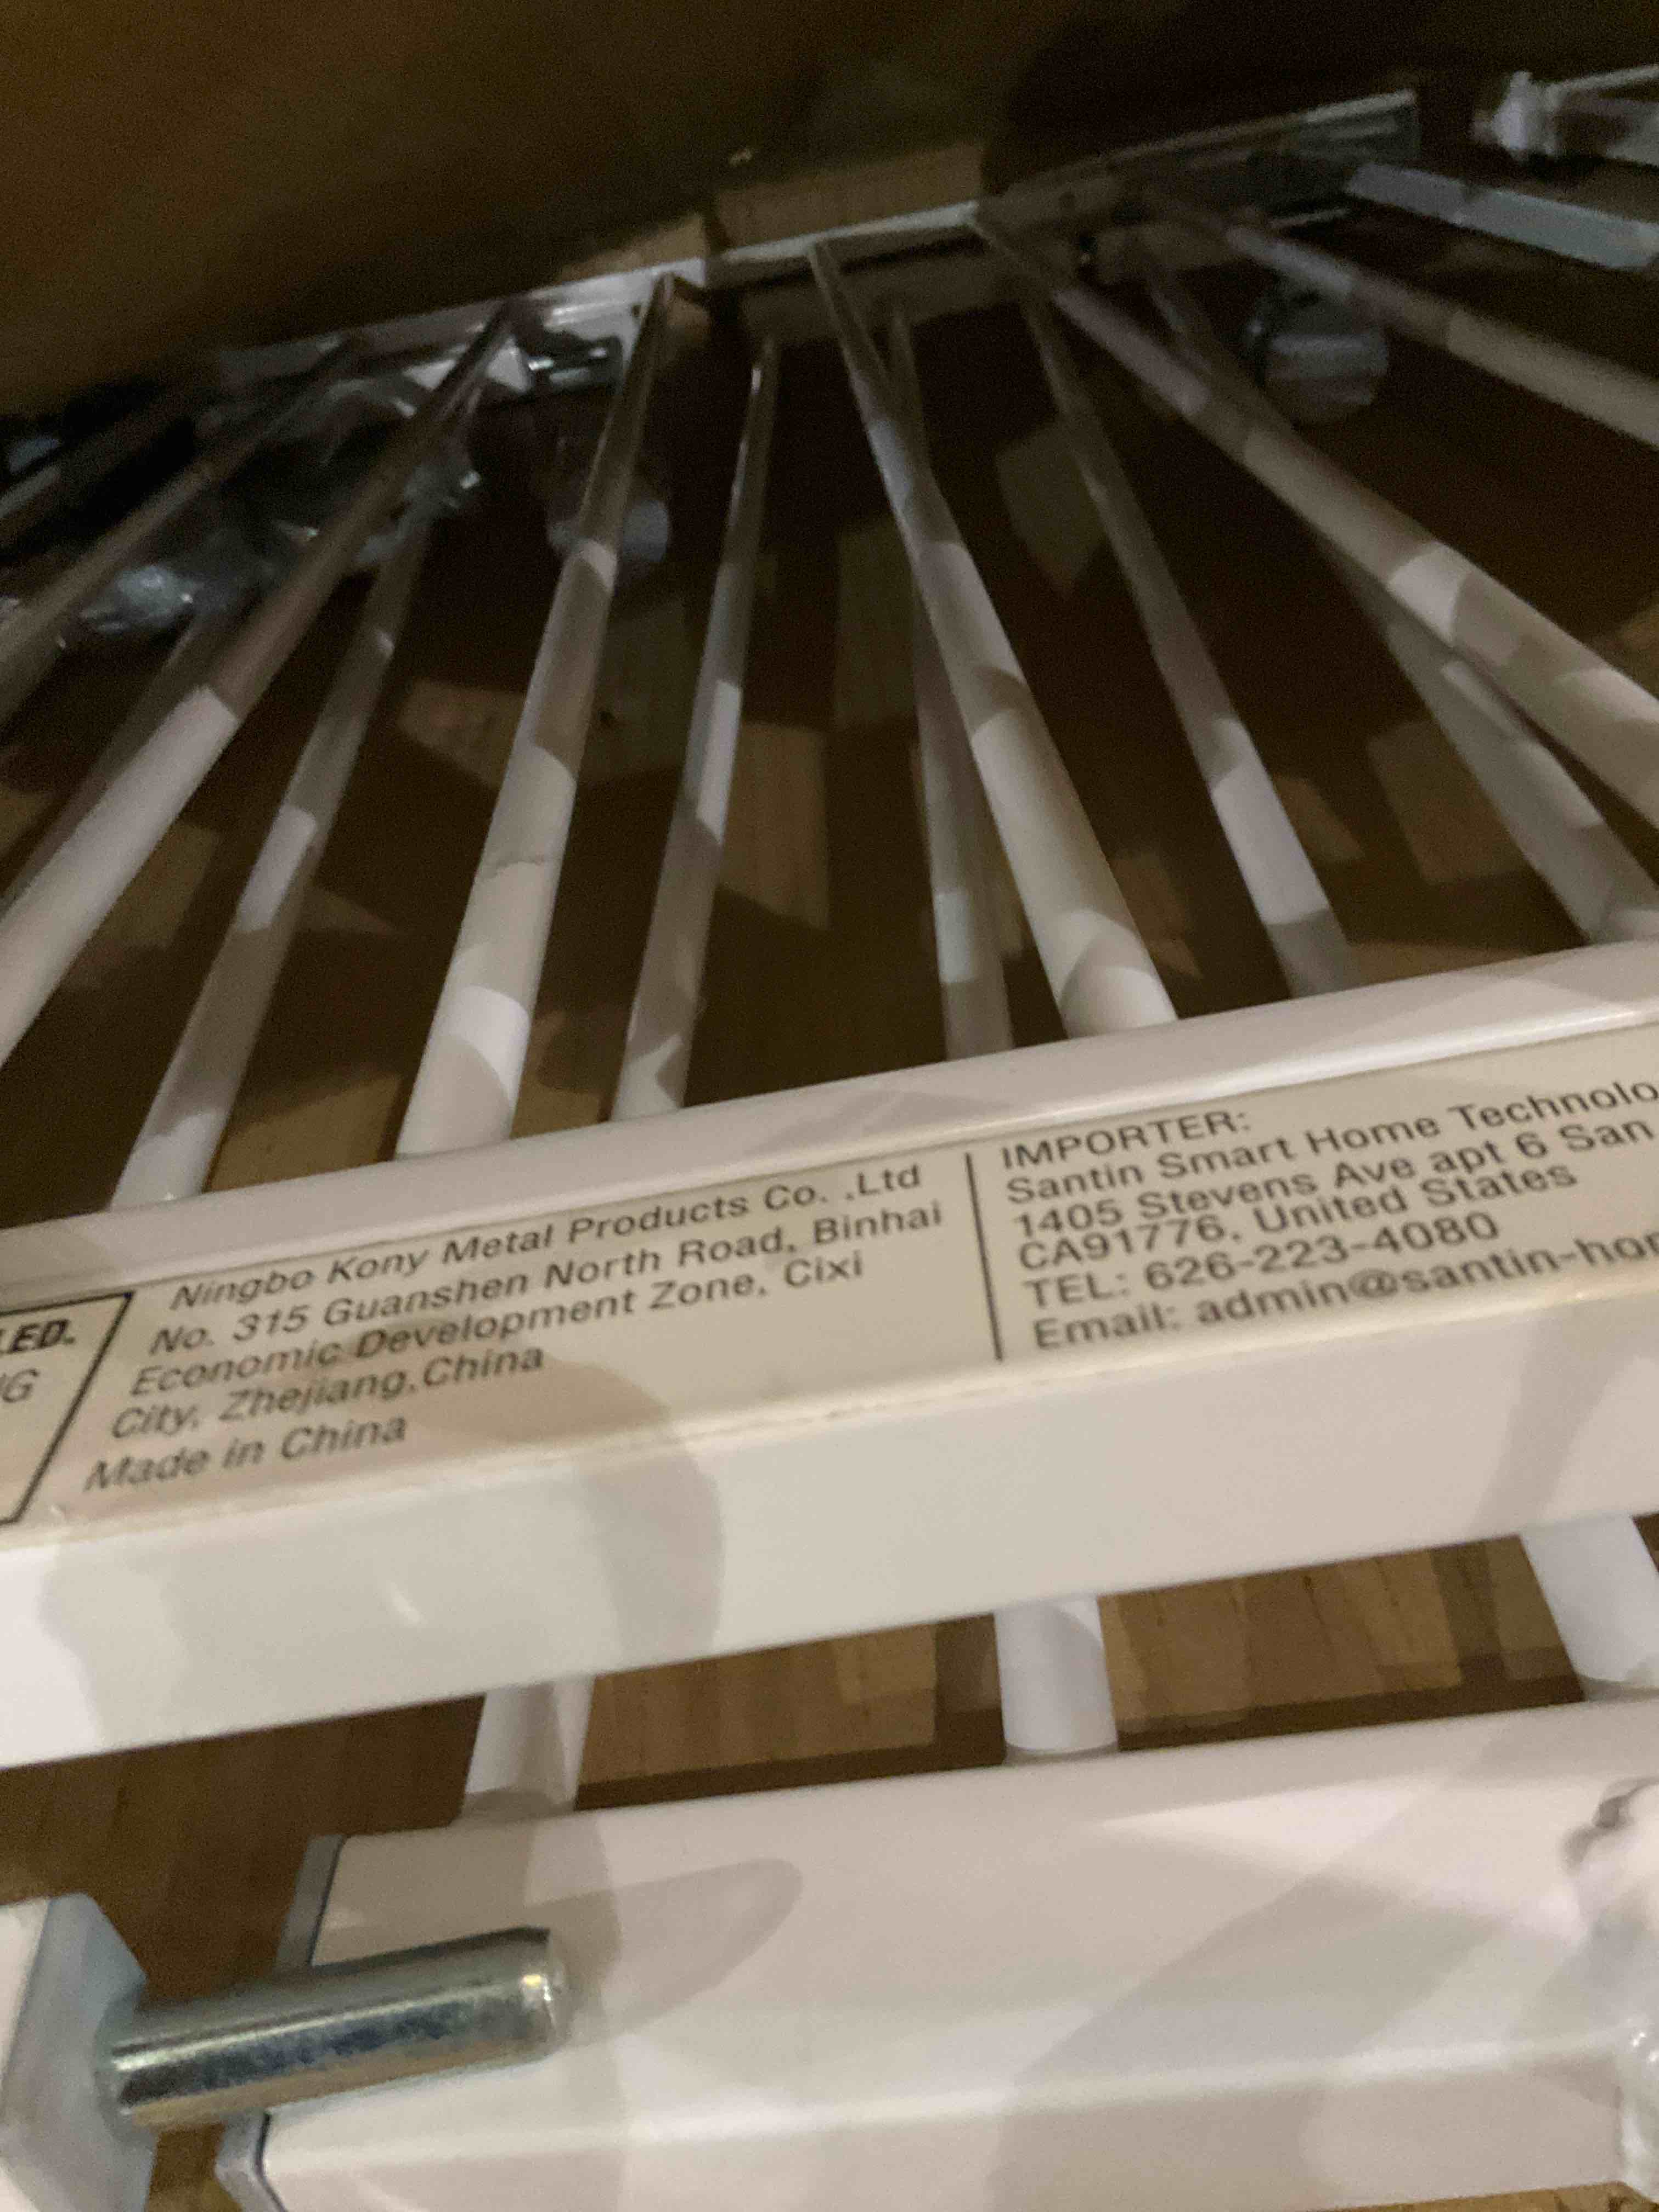 LED.
G
Ningbo Kony Metal Products Co. ,Ltd
No. 315 Guanshen North Road, Binhai
Economic Development Zone, Cixi
City, Zhejiang,China
Made in China
IMPORTER:
Santin Smart Home Technolo
1405 Stevens Ave apt 6 San
CA91776, United States
TEL: 626-223-4080
Email: admin@santin-hor